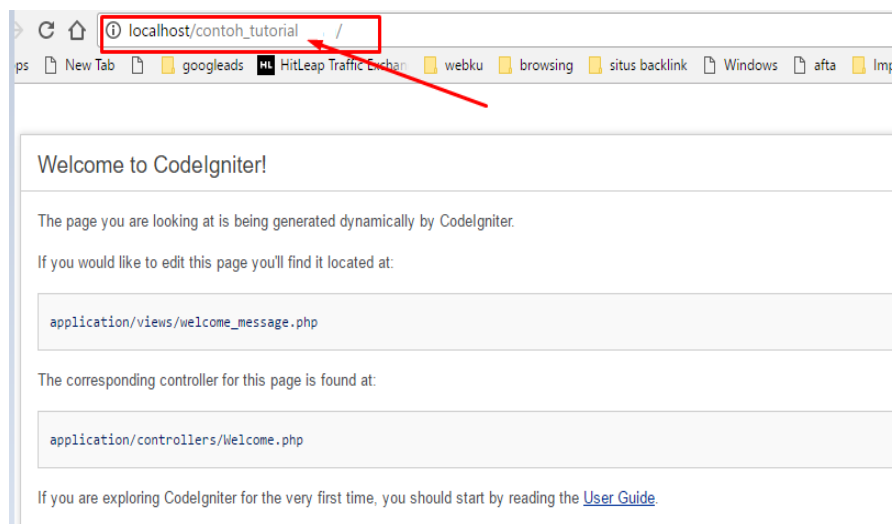 localhost/contoh_tutorial /
ps New Tab googleads HL HitLeap Traffic Exchan webku browsing situs backlink Windows afta Imp
Welcome to CodeIgniter!
The page you are looking at is being generated dynamically by CodeIgniter.
If you would like to edit this page you'll find it located at:
application/views/welcome_message.php
The corresponding controller for this page is found at:
application/controllers/Welcome.php
If you are exploring CodeIgniter for the very first time, you should start by reading the User Guide.